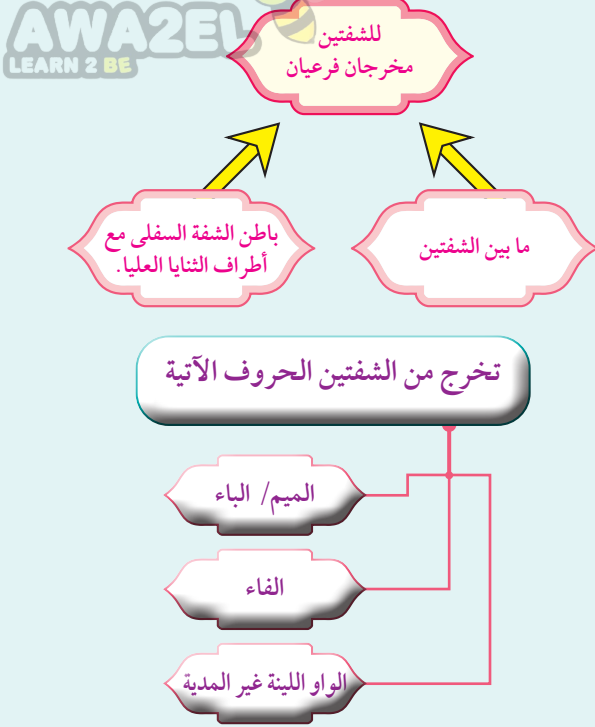 AWA2EL
LEARN 2 BE
للشفتين
مخرجان فرعيان
ما بين الشفتين
باطن الشفة السفلى مع
أطراف الثنايا العليا.
تخرج من الشفتين الحروف الآتية
الميم/ الباء
الفاء
الواو اللينة غير المدية